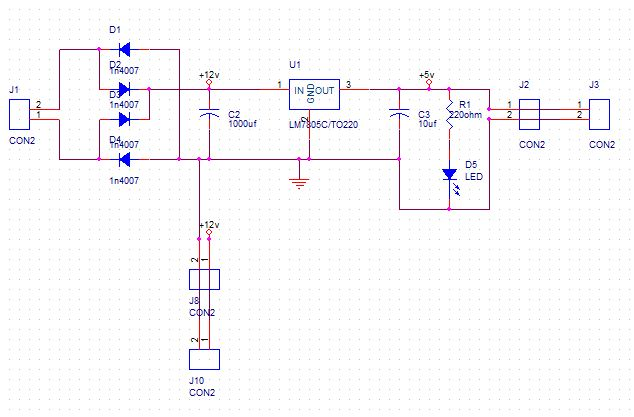 D1
1n4007
D2
1n4007
D3
D4
1n4007
1n4007
J1
2
1
CON2
+12v
C2
1000uf
U1
1
IN
OUT
3
GND
2
LM7805C/TO220
+5v
C3
10uf
R1
220ohm
D5
LED
J2
1
2
CON2
J3
1
2
CON2
+12v
2
1
J8
CON2
2
1
J10
CON2